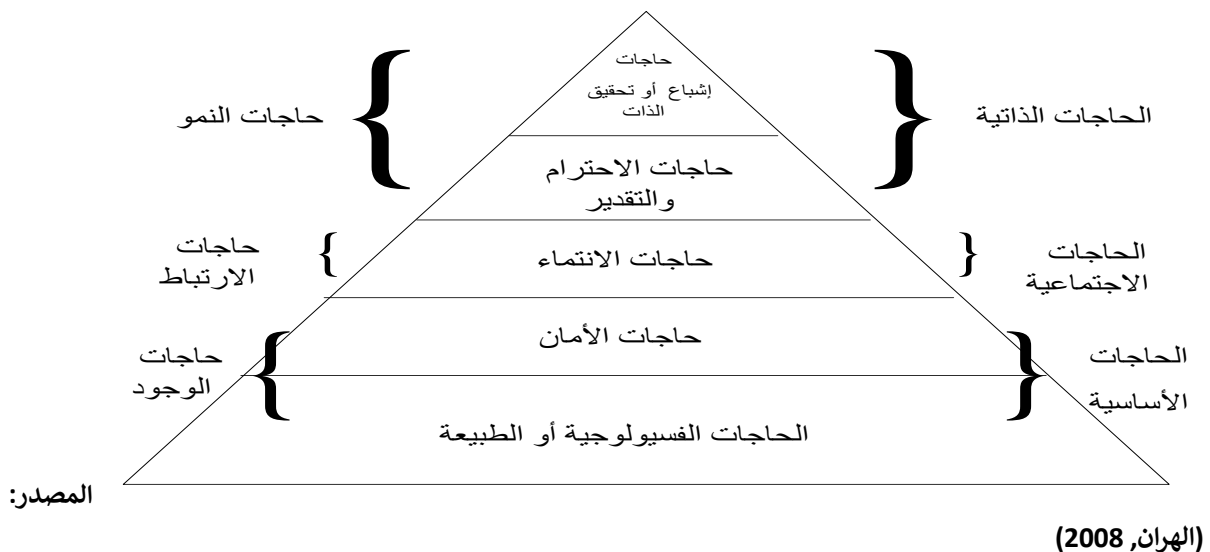 حاجات
إشباع أو تحقيق
الذات
الحاجات الذاتية
حاجات النمو
حاجات الاحترام
والتقدير
الحاجات
الاجتماعية
حاجات الانتماء
حاجات
الارتباط
الحاجات
الأساسية
حاجات الأمان
حاجات
الوجود
الحاجات الفسيولوجية أو الطبيعة
المصدر:
(الهران, 2008)